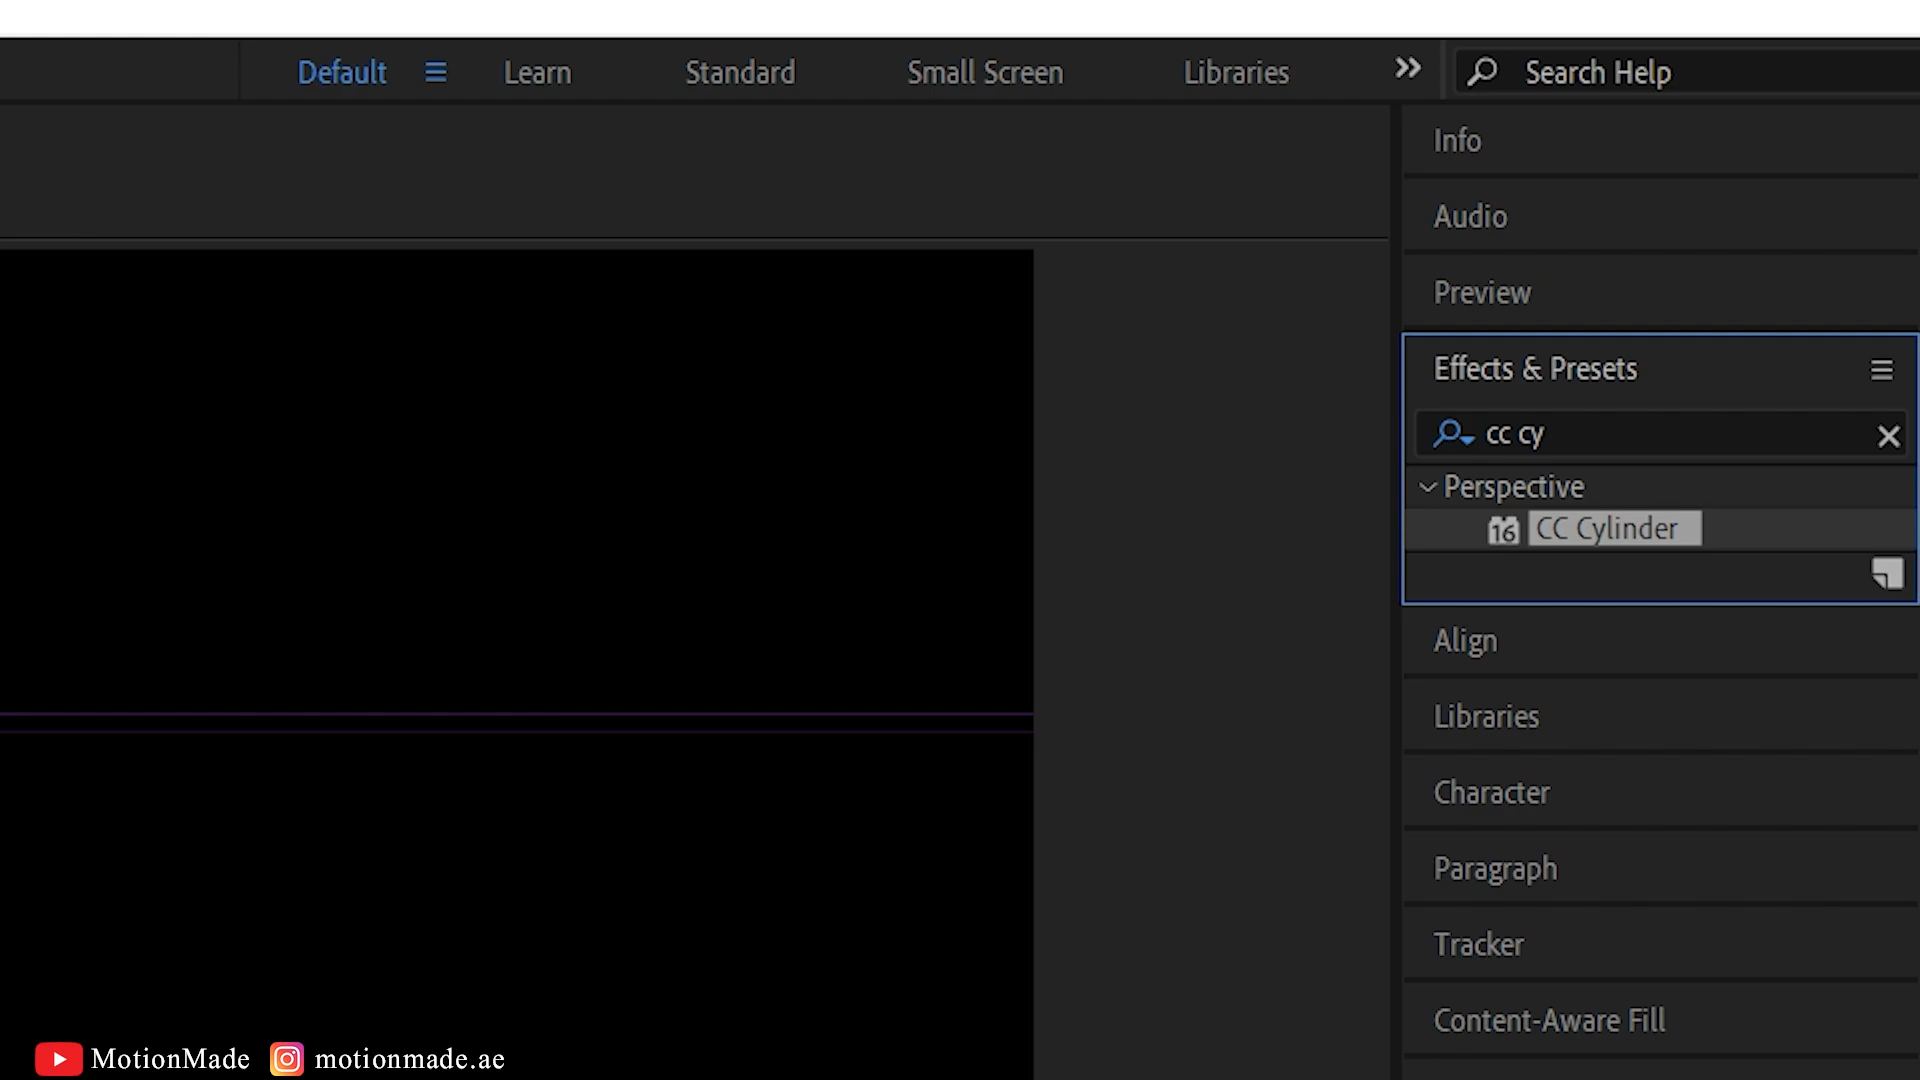 Default Learn Standard Small Screen Libraries Search Help
Info
Audio
Preview
Effects & Presets
cc cy
Perspective
16 CC Cylinder
Align
Libraries
Character
Paragraph
Tracker
Content-Aware Fill
MotionMade motionmade.ae